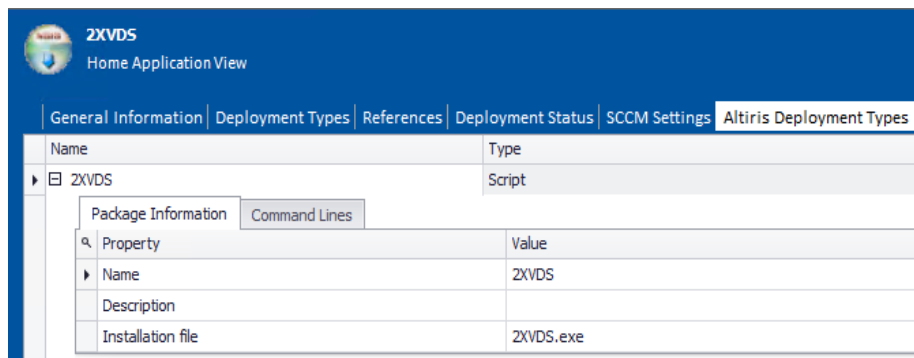 2XVDS
Home Application View
General Information Deployment Types References Deployment Status SCCM Settings Altiris Deployment Types
Name Type
2XVDS Script
Package Information Command Lines
Property Value
Name 2XVDS
Description
Installation file 2XVDS.exe